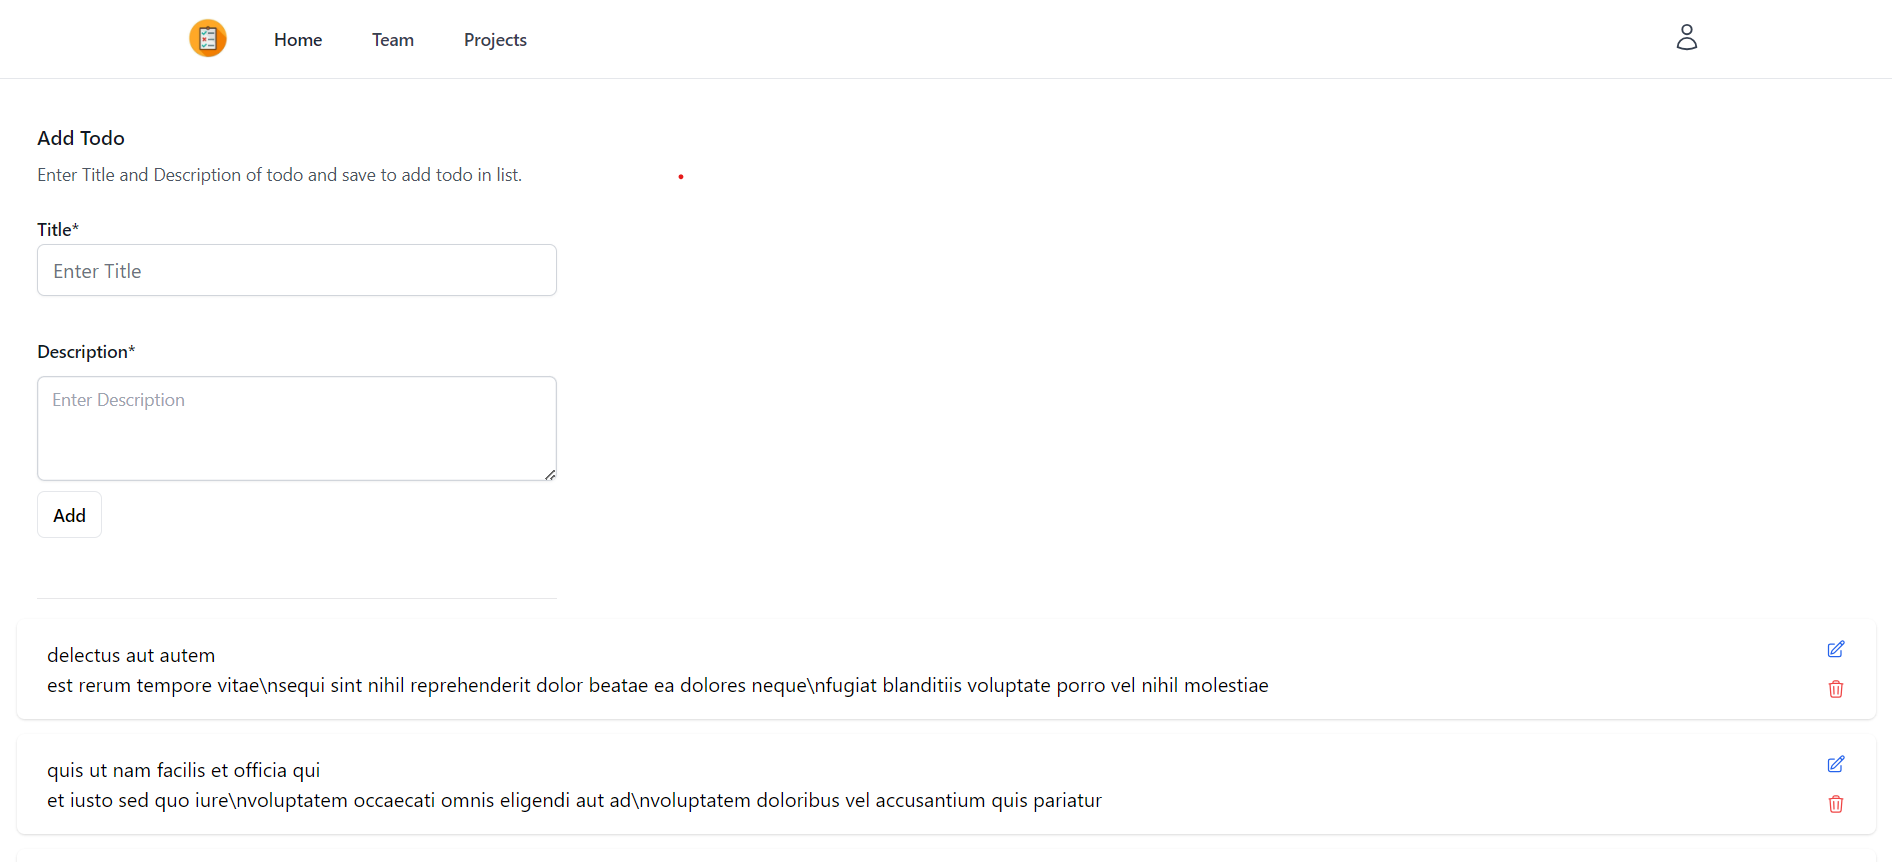 Home Team Projects
Add Todo
Enter Title and Description of todo and save to add todo in list.
Title*
Enter Title
Description*
Enter Description
Add
delectus aut autem
est rerum tempore vitae\nsequi sint nihil reprehenderit dolor beatae ea dolores neque\nfugiat blanditiis voluptate porro vel nihil molestiae
quis ut nam facilis et officia qui
et iusto sed quo iure\nvoluptatem occaecati omnis eligendi aut ad\nvoluptatem doloribus vel accusantium quis pariatur